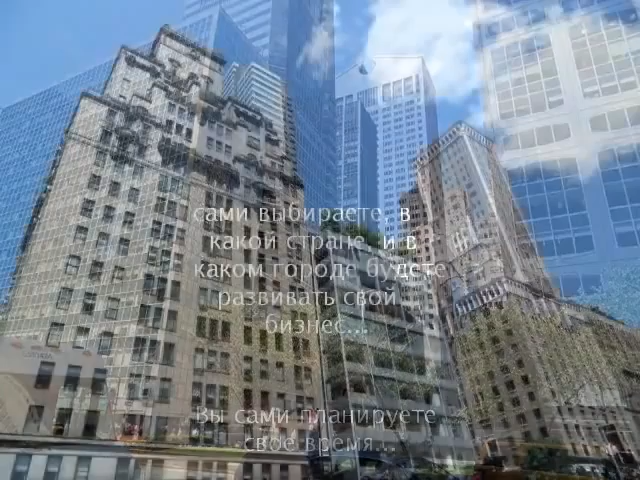 сами выбираете, в
какой стране, и в
каком городе будете
развивать свой
бизнес...
Вы сами планируете
свое время....